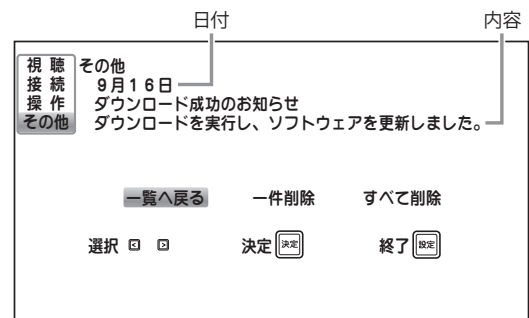 日付 内容
視聴 その他
接続 9月16日
操作 ダウンロード成功のお知らせ
その他 ダウンロードを実行し、ソフトウェアを更新しました。
一覧へ戻る 一件削除 すべて削除
選択 決定 決定 終了 設定